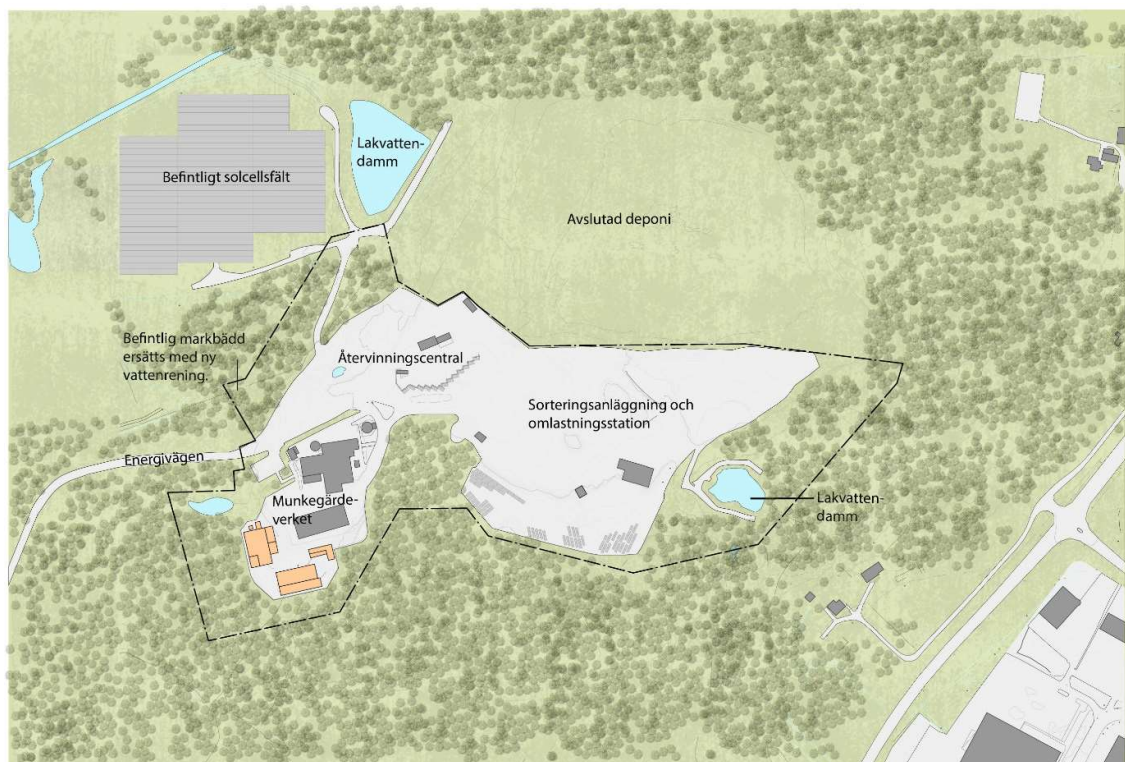 Lakvatten-
damm
Befintligt solcellsfält
Avslutad deponi
Befintlig markbädd
ersätts med ny
vattenrening.
Återvinningscentral
Sorteringsanläggning och
omlastningsstation
Energivägen
Munkegärde-
verket
Lakvatten-
damm